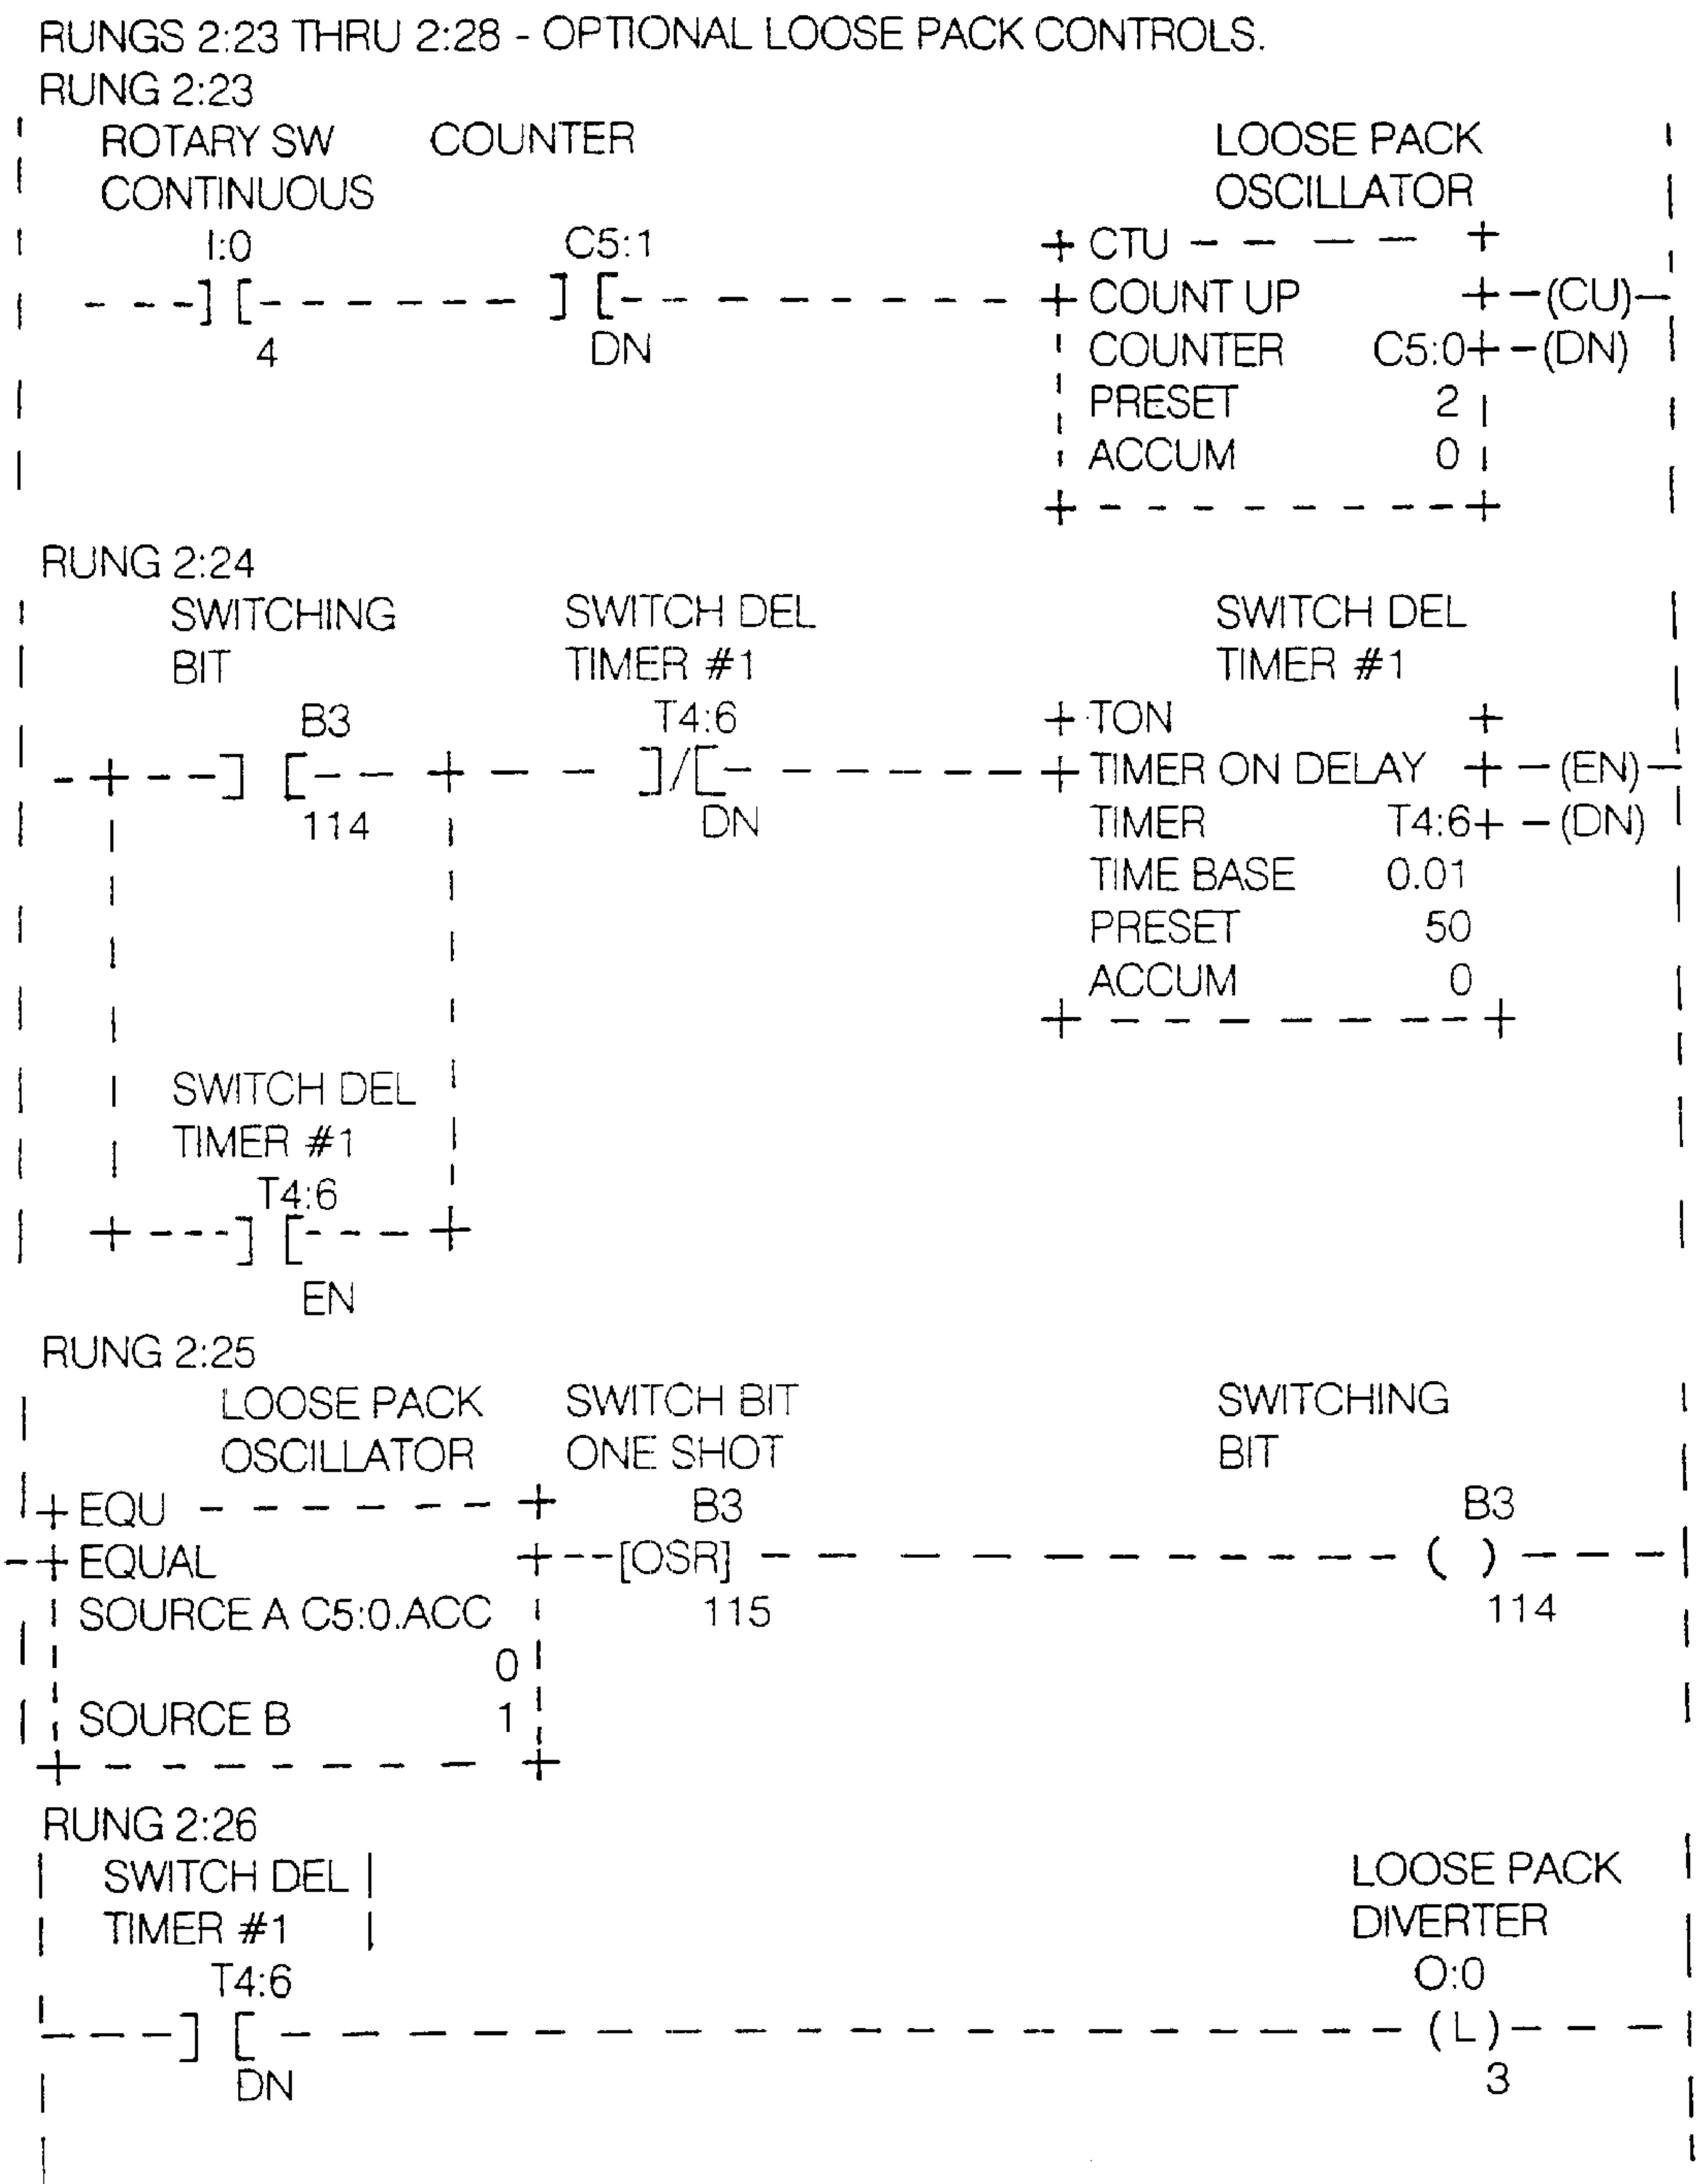 RUNGS 2:23 THRU 2:28 - OPTIONAL LOOSE PACK CONTROLS.
RUNG 2:23
ROTARY SW COUNTER LOOSE PACK
CONTINUOUS OSCILLATOR
I:0 C5:1 + CTU - - - - +
- - -] [- - - - - - - ] [- - - - - - - - - + COUNT UP + -(CU)-
4 DN COUNTER C5:0+ -(DN)
PRESET 2
ACCUM 0
+ - - - - - - - - +
RUNG 2:24
SWITCHING SWITCH DEL SWITCH DEL
BIT TIMER #1 TIMER #1
B3 T4:6 + TON +
- + - - -] [- - - + - - ]/[- - - - - - - + TIMER ON DELAY + - (EN) -
114 DN TIMER T4:6+ - (DN)
TIME BASE 0.01
PRESET 50
ACCUM 0
+ - - - - - - - - +
SWITCH DEL
TIMER #1
T4:6
+ - - - -] [- - - - +
EN
RUNG 2:25
LOOSE PACK SWITCH BIT SWITCHING
OSCILLATOR ONE SHOT BIT
+ EQU - - - - - - - + B3 B3
- + EQUAL + - -[OSR] - - - - - - - - - - - - ( ) - - -
SOURCE A C5:0.ACC 115 114
0
SOURCE B 1
+ - - - - - - - +
RUNG 2:26
SWITCH DEL LOOSE PACK
TIMER #1 DIVERTER
T4:6 O:0
- - - -] [- - - - - - - - - - - - - - - - - - (L) - - -
DN 3